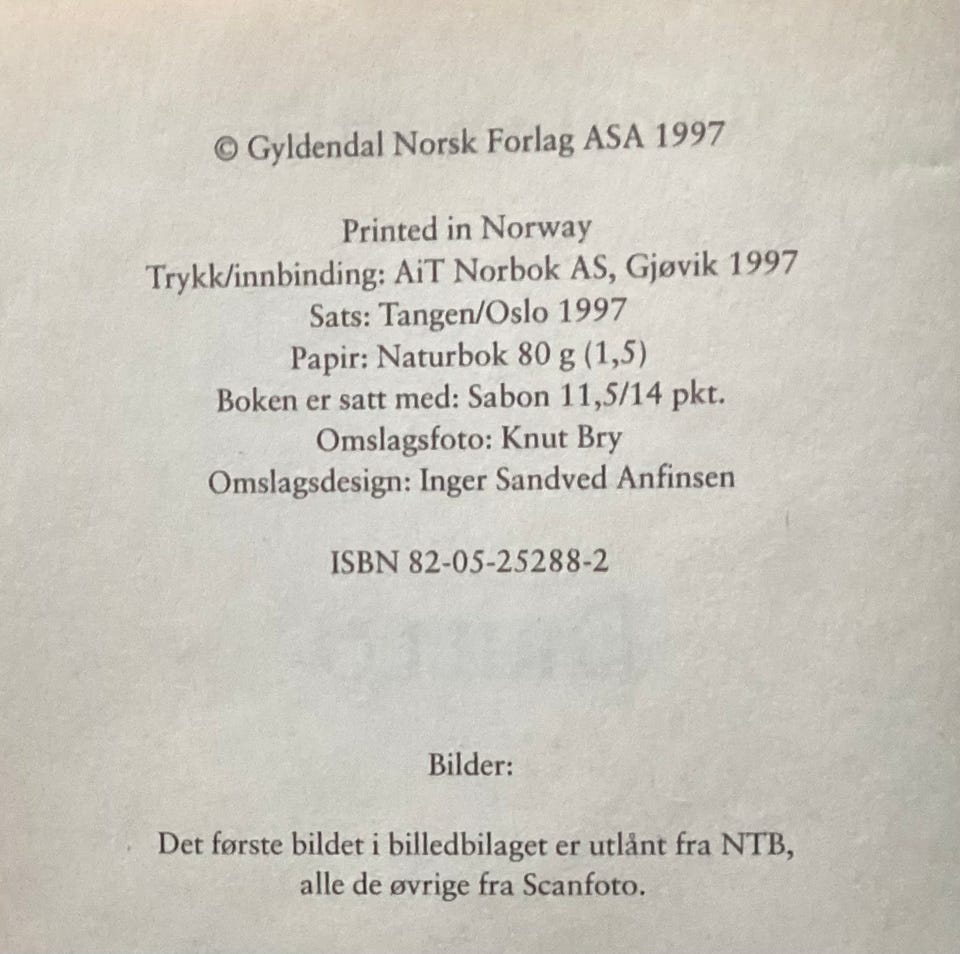 © Gyldendal Norsk Forlag ASA 1997
Printed in Norway
Trykk/innbinding: AiT Norbok AS, Gjøvik 1997
Sats: Tangen/Oslo 1997
Papir: Naturbok 80 g (1,5)
Boken er satt med: Sabon 11,5/14 pkt.
Omslagsfoto: Knut Bry
Omslagsdesign: Inger Sandved Anfinsen
ISBN 82-05-25288-2
Bilder:
Det første bildet i billedbilaget er utlånt fra NTB,
alle de øvrige fra Scanfoto.